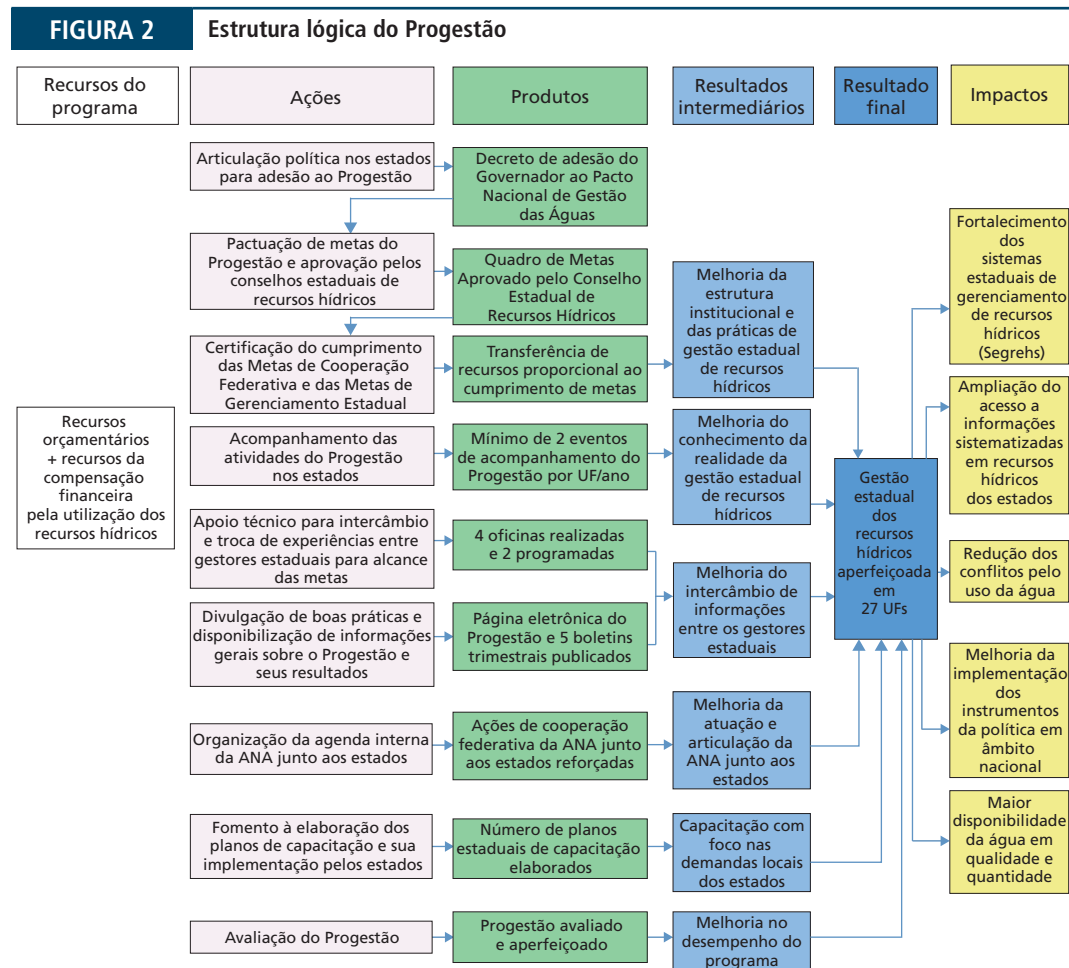 FIGURA 2
Estrutura lógica do Progestão
Recursos do
programa
Ações
Produtos
Resultados
intermediários
Resultado
final
Impactos
Recursos
orçamentários
+ recursos da
compensação
financeira
pela utilização dos
recursos hídricos
Articulação política nos estados
para adesão ao Progestão
Pactuação de metas do
Progestão e aprovação pelos
conselhos estaduais de
recursos hídricos
Certificação do cumprimento
das Metas de Cooperação
Federativa e das Metas de
Gerenciamento Estadual
Acompanhamento das
atividades do Progestão
nos estados
Apoio técnico para intercâmbio
e troca de experiências entre
gestores estaduais para alcance
das metas
Divulgação de boas práticas e
disponibilização de informações
gerais sobre o Progestão e
seus resultados
Organização da agenda interna
da ANA junto aos estados
Fomento à elaboração dos
planos de capacitação e sua
implementação pelos estados
Avaliação do Progestão
Decreto de adesão do
Governador ao Pacto
Nacional de Gestão
das Águas
Quadro de Metas
Aprovado pelo Conselho
Estadual de
Recursos Hídricos
Transferência de
recursos proporcional ao
cumprimento de metas
Mínimo de 2 eventos
de acompanhamento do
Progestão por UF/ano
4 oficinas realizadas
e 2 programadas
Página eletrônica do
Progestão e 5 boletins
trimestrais publicados
Ações de cooperação
federativa da ANA junto
aos estados reforçadas
Número de planos
estaduais de capacitação
elaborados
Progestão avaliado
e aperfeiçoado
Melhoria da
estrutura
institucional e
das práticas de
gestão estadual
de recursos
hídricos
Melhoria do
conhecimento da
realidade da
gestão estadual
de recursos
hídricos
Melhoria do
intercâmbio de
informações
entre os gestores
estaduais
Melhoria da
atuação e
articulação da
ANA junto aos
estados
Capacitação com
foco nas
demandas locais
dos estados
Melhoria no
desempenho do
programa
Gestão
estadual
dos
recursos
hídricos
aperfeiçoada
em
27 UFs
Fortalecimento
dos
sistemas
estaduais de
gerenciamento
de recursos
hídricos
(Segrehs)
Ampliação do
acesso a
informações
sistematizadas
em recursos
hídricos
dos estados
Redução dos
conflitos pelo
uso da água
Melhoria da
implementação
dos
instrumentos
da política em
âmbito
nacional
Maior
disponibilidade
da água em
qualidade e
quantidade